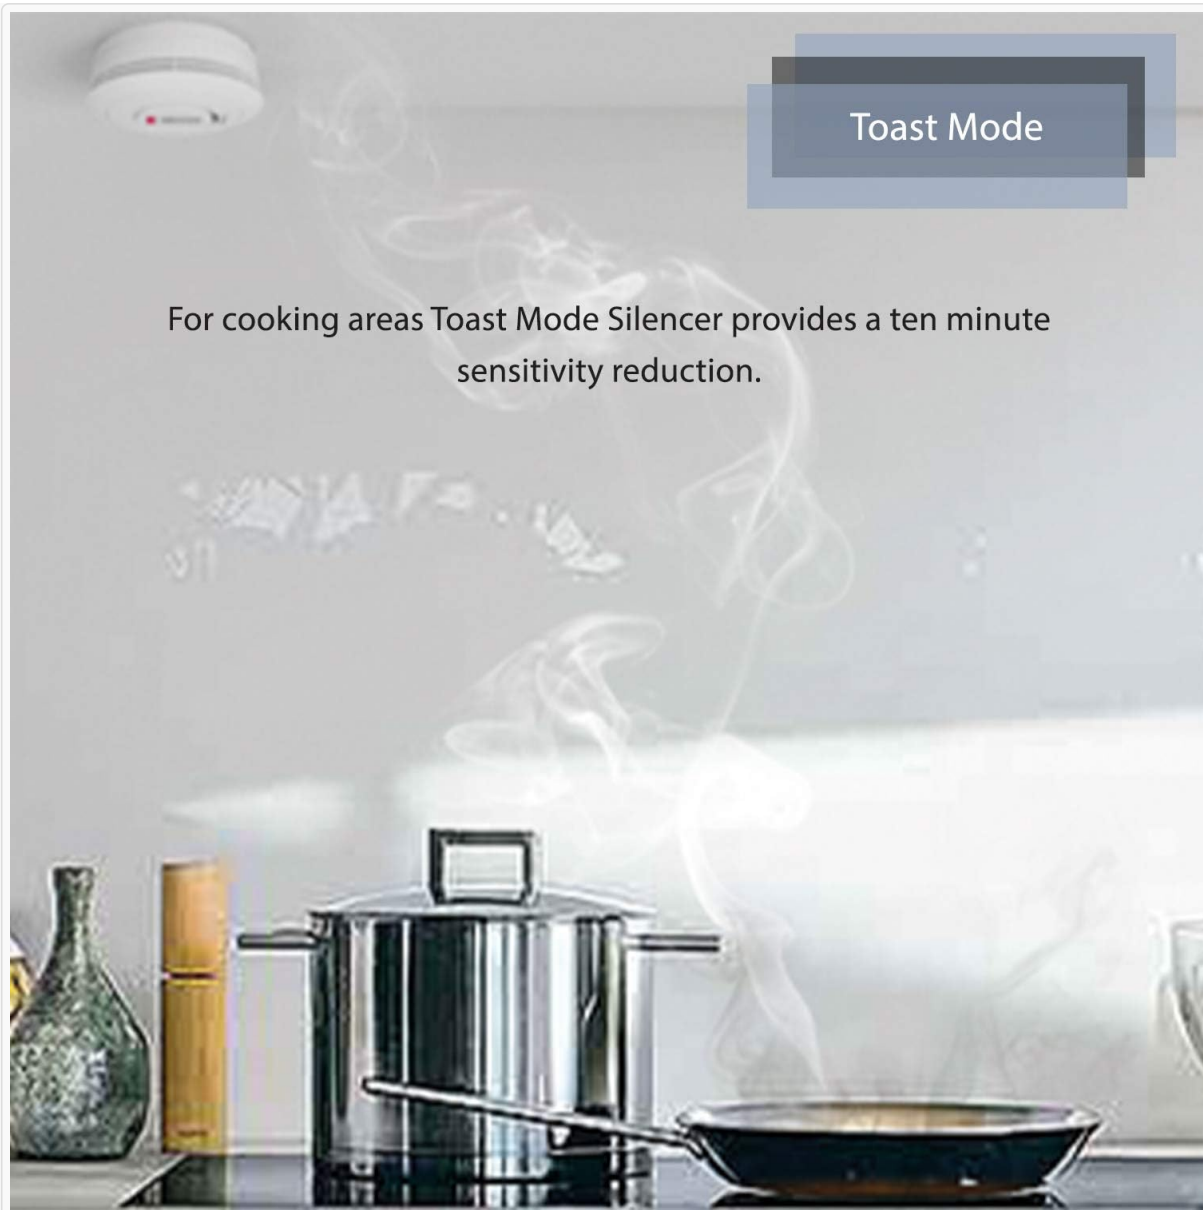 Toast Mode
For cooking areas Toast Mode Silencer provides a ten minute
sensitivity reduction.